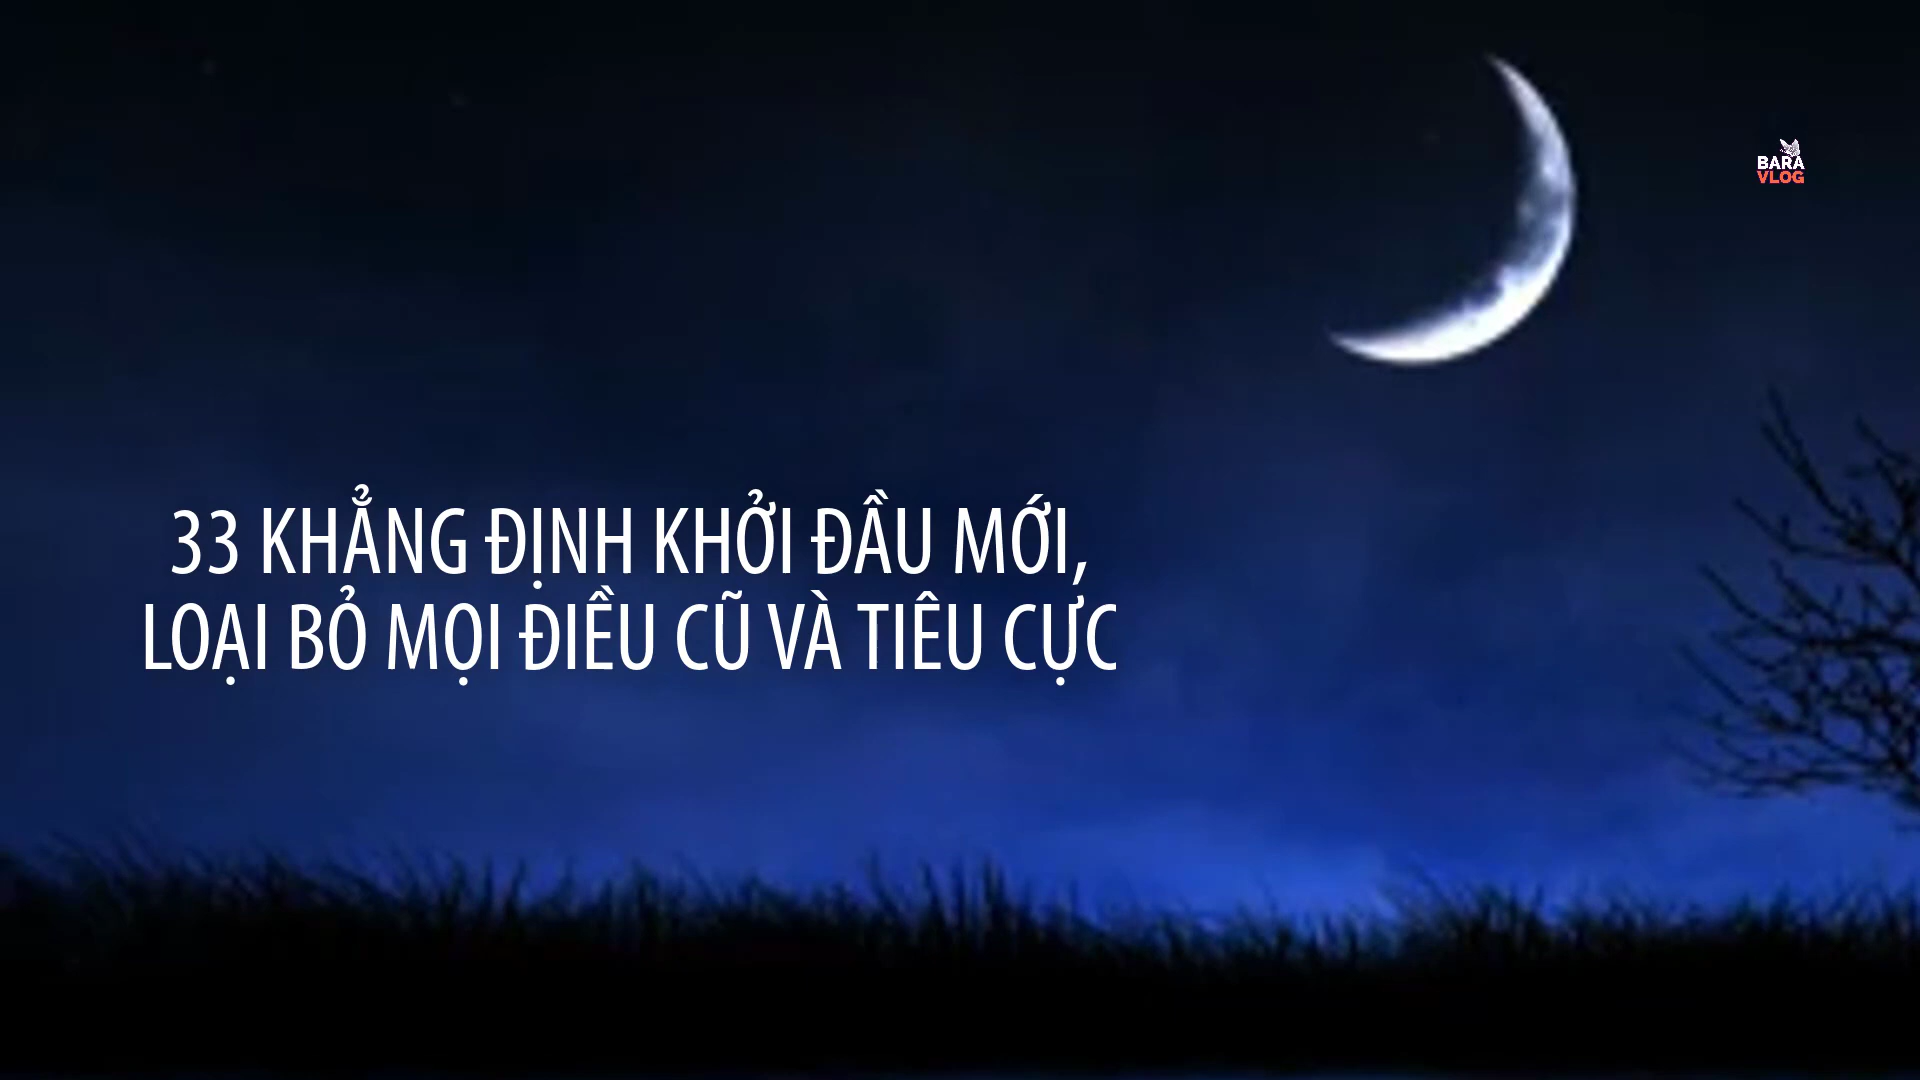 BARA
VLOG
33 KHẲNG ĐỊNH KHỞI ĐẦU MỚI,
LOẠI BỎ MỌI ĐIỀU CŨ VÀ TIÊU CỰC